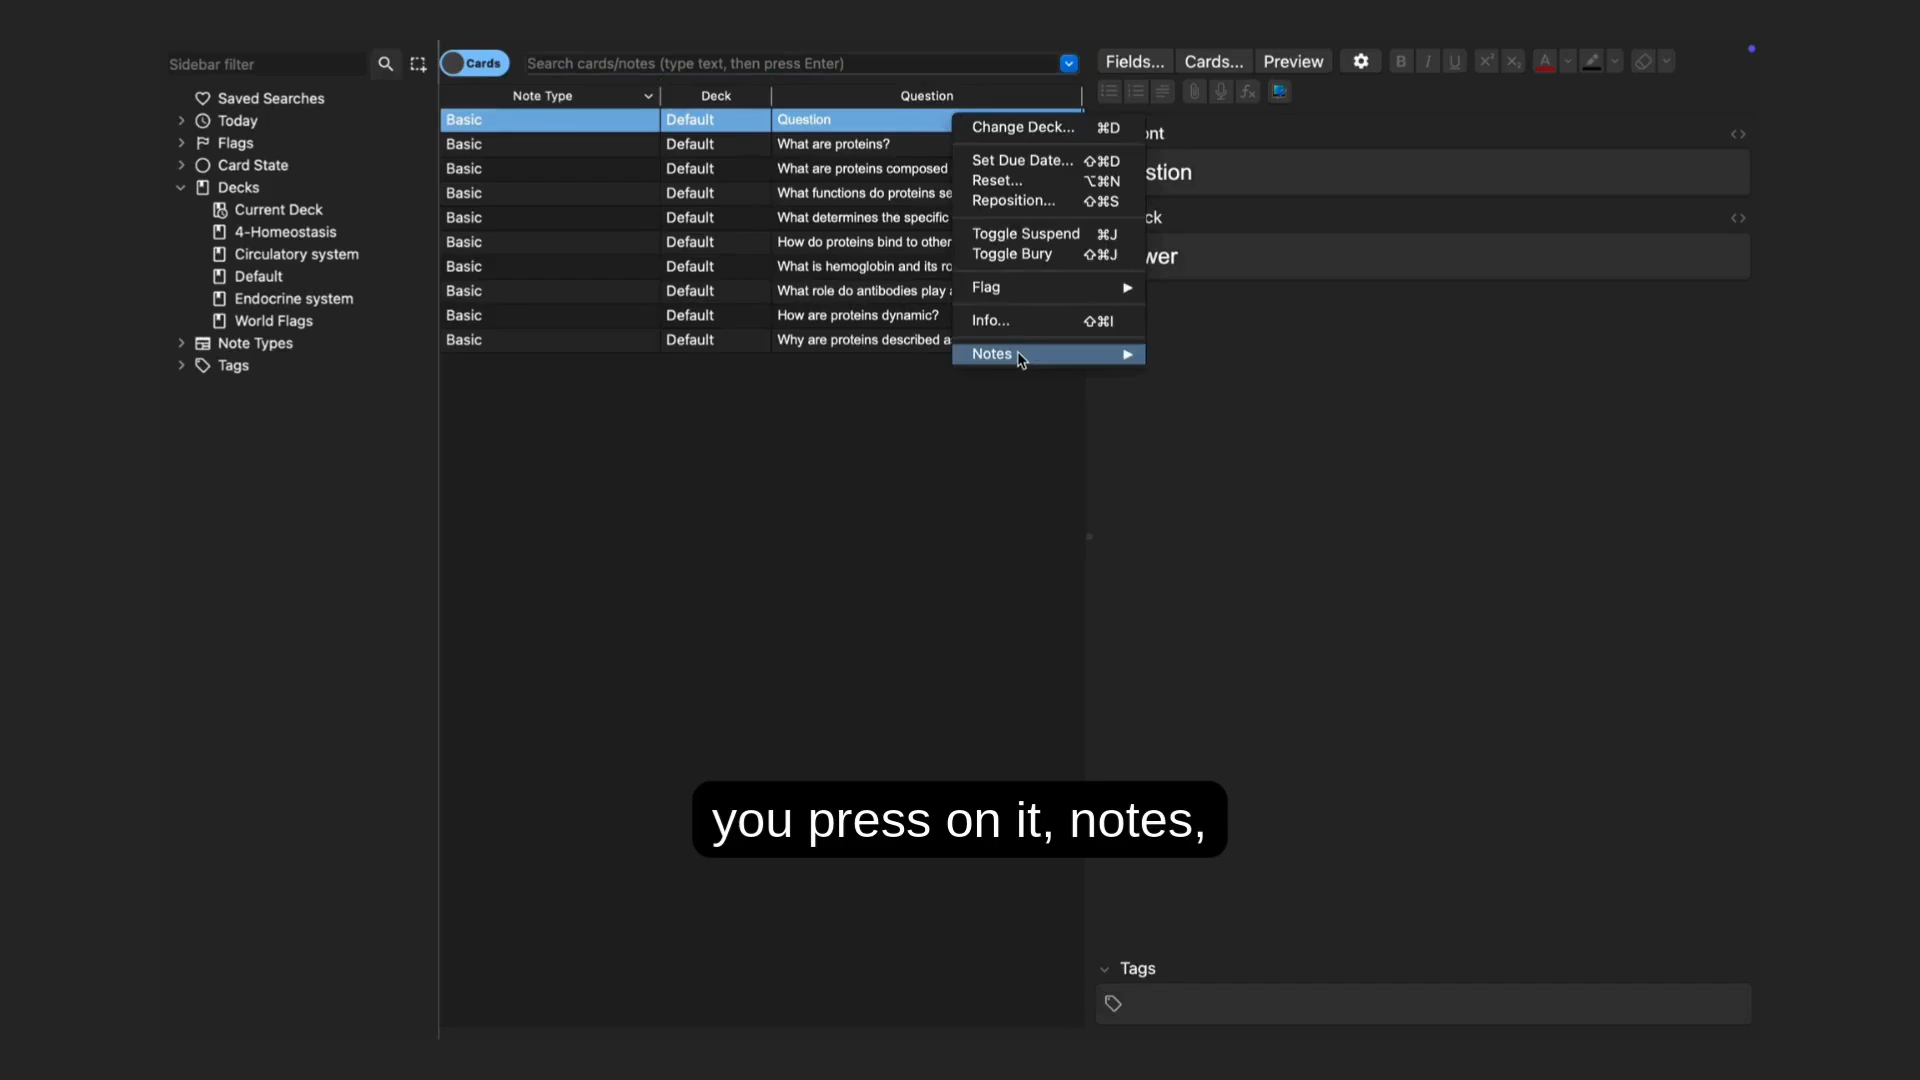 Sidebar filter
Saved Searches
Today
Flags
Card State
Decks
Current Deck
4-Homeostasis
Circulatory system
Default
Endocrine system
World Flags
Note Types
Tags
Cards
Search cards/notes (type text, then press Enter)
Note Type Deck Question
Basic Default Question
Basic Default What are proteins?
Basic Default What are proteins composed
Basic Default What functions do proteins se
Basic Default What determines the specific
Basic Default How do proteins bind to other
Basic Default What is hemoglobin and its ro
Basic Default What role do antibodies play
Basic Default How are proteins dynamic?
Basic Default Why are proteins described a
Change Deck... ⌘D
Set Due Date... ⇧⌘D
Reset... ⌥⌘N
Reposition... ⇧⌘S
Toggle Suspend ⌘J
Toggle Bury ⇧⌘J
Flag
Info... ⇧⌘I
Notes
Fields... Cards... Preview B I U x² x₂ A
fx
nt
stion
ck
wer
you press on it, notes,
Tags